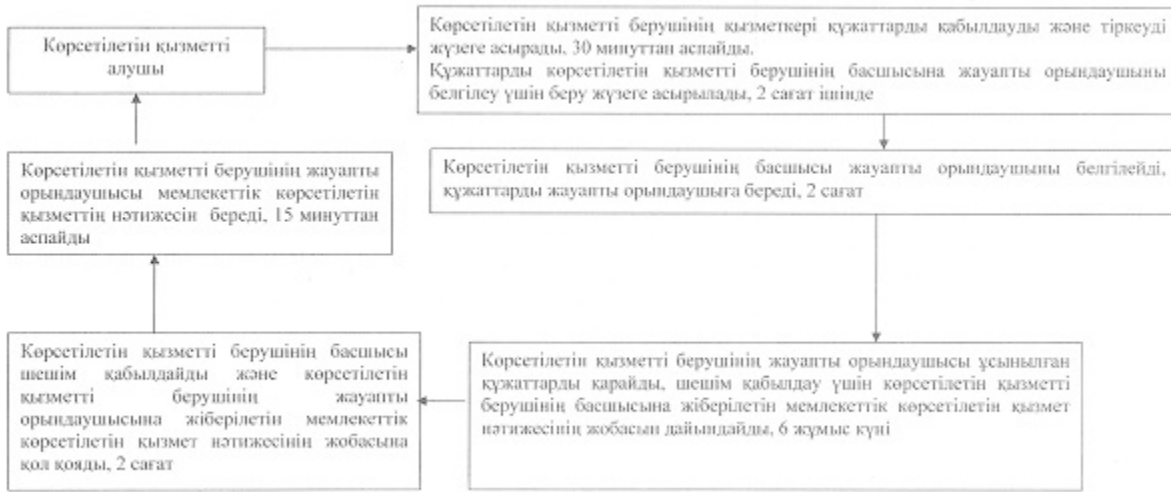 Көрсетілетін қызметті
алушы
Көрсетілетін қызметті берушінің қызметкері құжаттарды қабылдауды және тіркеуді
жүзеге асырады, 30 минуттан аспайды.
Құжаттарды көрсетілетін қызметті берушінің басшысына жауапты орындаушыны
белгілеу үшін беру жүзеге асырылады, 2 сағат ішінде
Көрсетілетін қызметті берушінің басшысы жауапты орындаушыны белгілейді,
құжаттарды жауапты орындаушыға береді, 2 сағат
Көрсетілетін қызметті берушінің жауапты
орындаушысы мемлекеттік көрсетілетін
қызметтің нәтижесін береді, 15 минуттан
аспайды
Көрсетілетін қызметті берушінің басшысы
шешім қабылдайды және көрсетілетін
қызметті берушінің жауапты
орындаушысына жіберілетін мемлекеттік
көрсетілетін қызмет нәтижесінің жобасына
қол қояды, 2 сағат
Көрсетілетін қызметті берушінің жауапты орындаушысы ұсынылған
құжаттарды қарайды, шешім қабылдау үшін көрсетілетін қызметті
берушінің басшысына жіберілетін мемлекеттік көрсетілетін қызмет
нәтижесінің жобасын дайындайды, 6 жұмыс күні